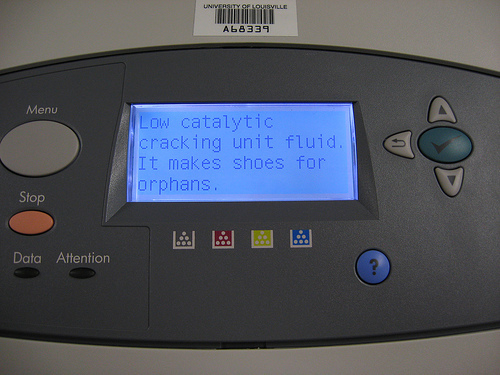 UNIVERSITY OF LOUISVILLE
A68339
Menu
Low catalytic
cracking unit fluid.
It makes shoes for
orphans.
Stop
Data Attention
?